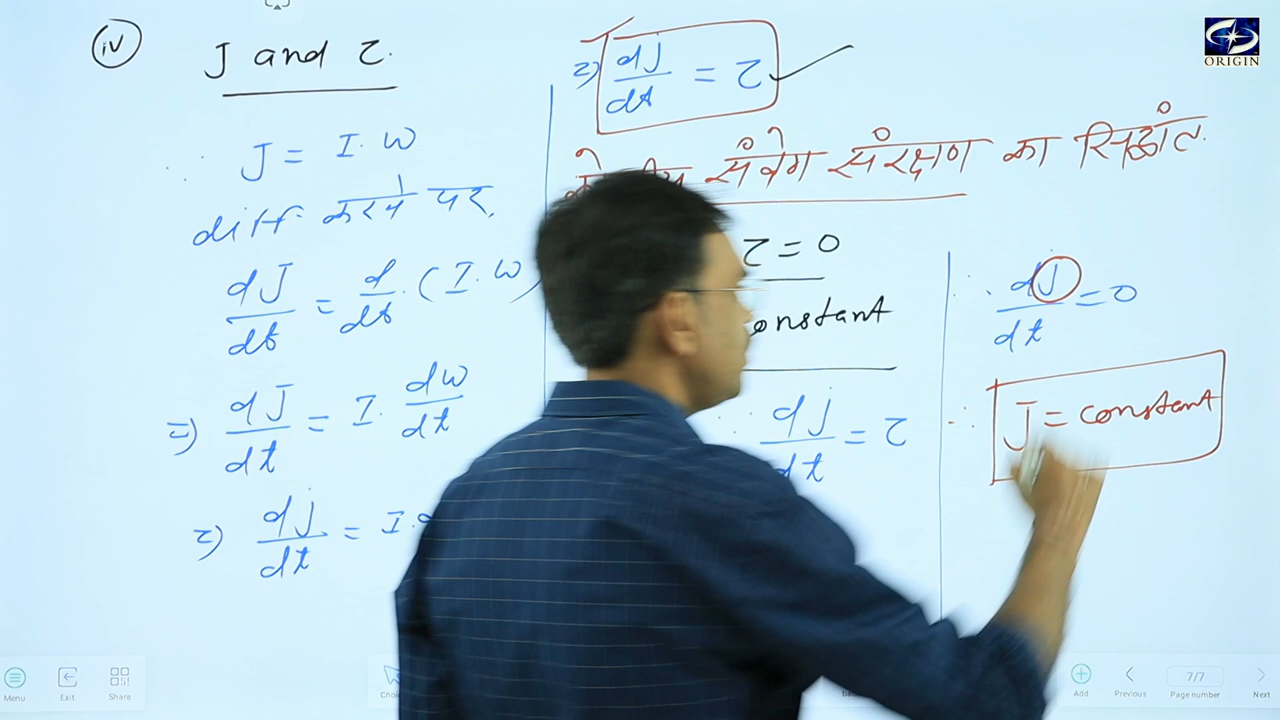 (iv) J and τ.
∴ J = I.ω
diff. करने पर,
dJ/dt = d/dt.(I.ω)
=) dJ/dt = I. dω/dt
=) dJ/dt = I.
=) dJ/dt = τ
संवेग संरक्षण का सिद्धांत.
τ = 0
constant
∴ dJ/dt = τ
∴ dJ/dt = 0
∴ J = constant
ORIGIN
Menu
Exit
Share
Add
Previous
7/7
Page number
Next